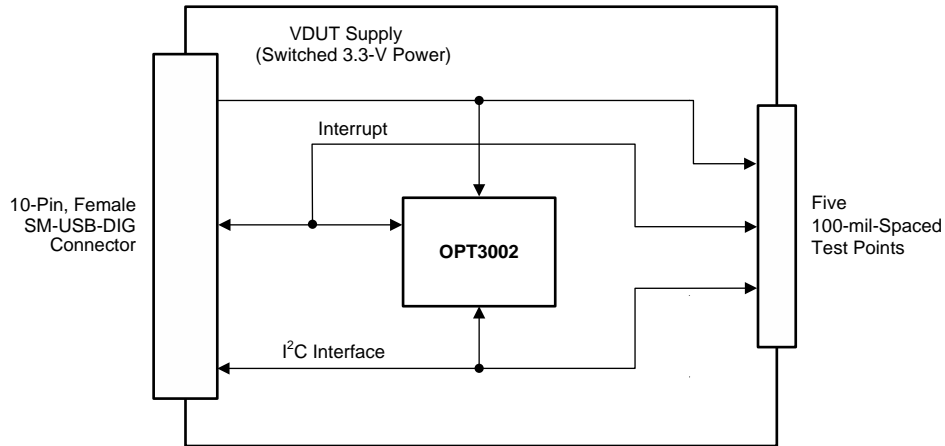 VDUT Supply
(Switched 3.3-V Power)
Interrupt
10-Pin, Female
SM-USB-DIG
Connector
OPT3002
Five
100-mil-Spaced
Test Points
I²C Interface